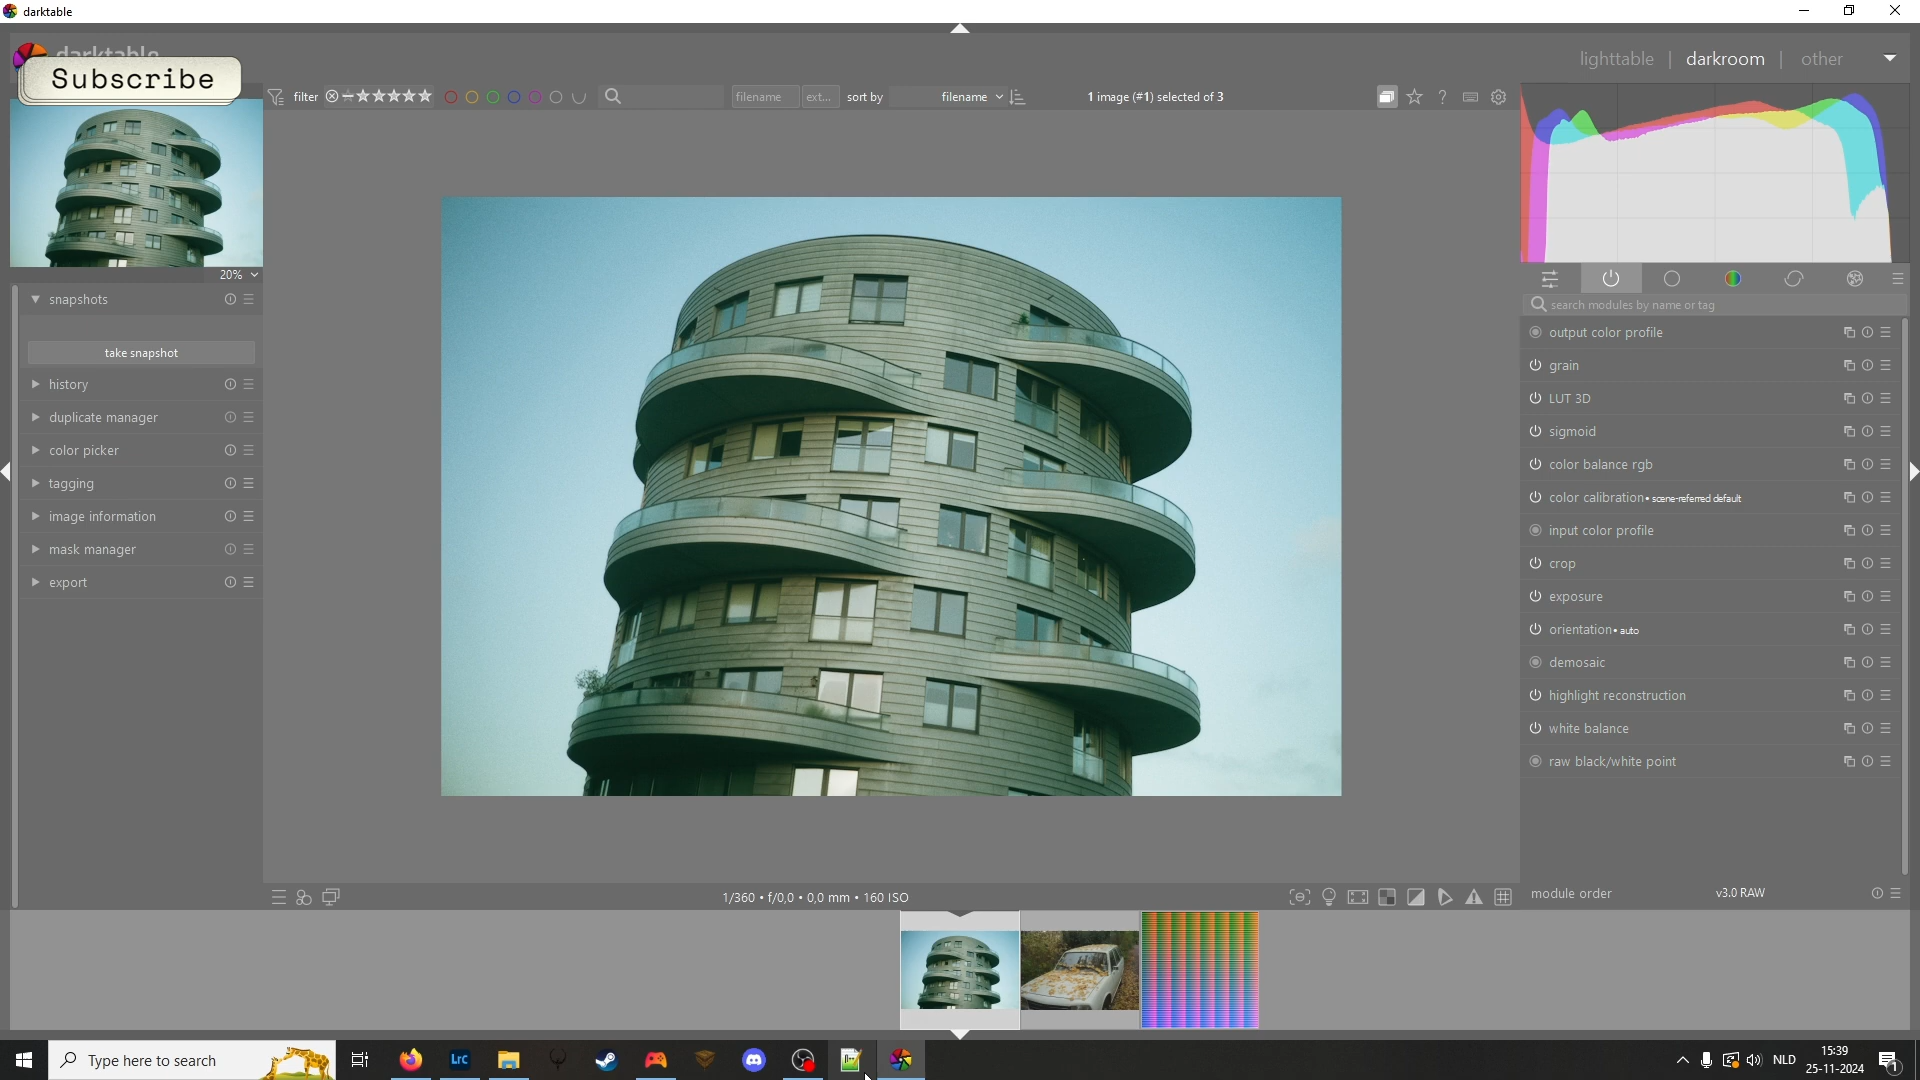 darktable
darktable
Subscribe
lighttable | darkroom | other
filter
filename
ext...
sort by
filename
1 image (#1) selected of 3
20%
snapshots
take snapshot
history
duplicate manager
color picker
tagging
image information
mask manager
export
search modules by name or tag
output color profile
grain
LUT 3D
sigmoid
color balance rgb
color calibration • scene-referred default
input color profile
crop
exposure
orientation • auto
demosaic
highlight reconstruction
white balance
raw black/white point
module order
v3.0 RAW
1/360 • f/0,0 • 0,0 mm • 160 ISO
Type here to search
Lrc
NLD
15:39
25-11-2024
1